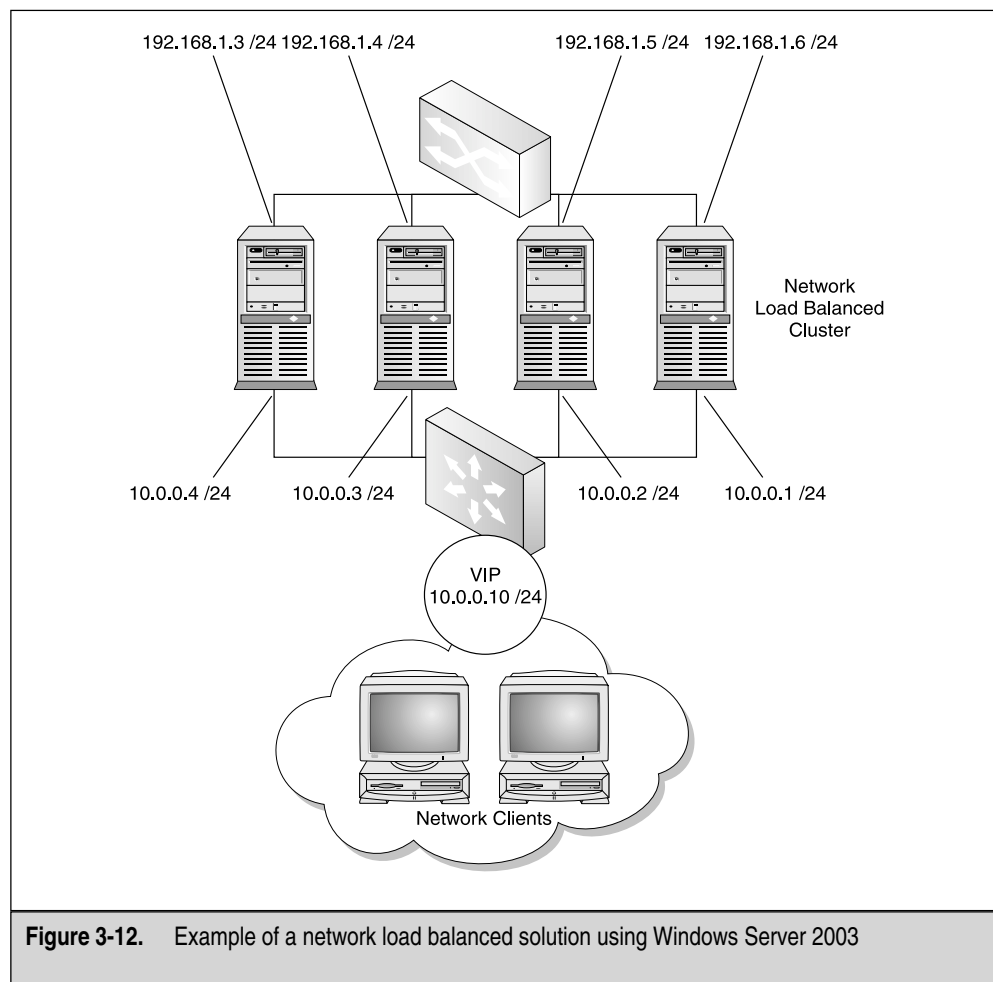 192.168.1.3 /24 192.168.1.4 /24 192.168.1.5 /24 192.168.1.6 /24
Network
Load Balanced
Cluster
10.0.0.4 /24 10.0.0.3 /24 10.0.0.2 /24 10.0.0.1 /24
VIP
10.0.0.10 /24
Network Clients
Figure 3-12. Example of a network load balanced solution using Windows Server 2003